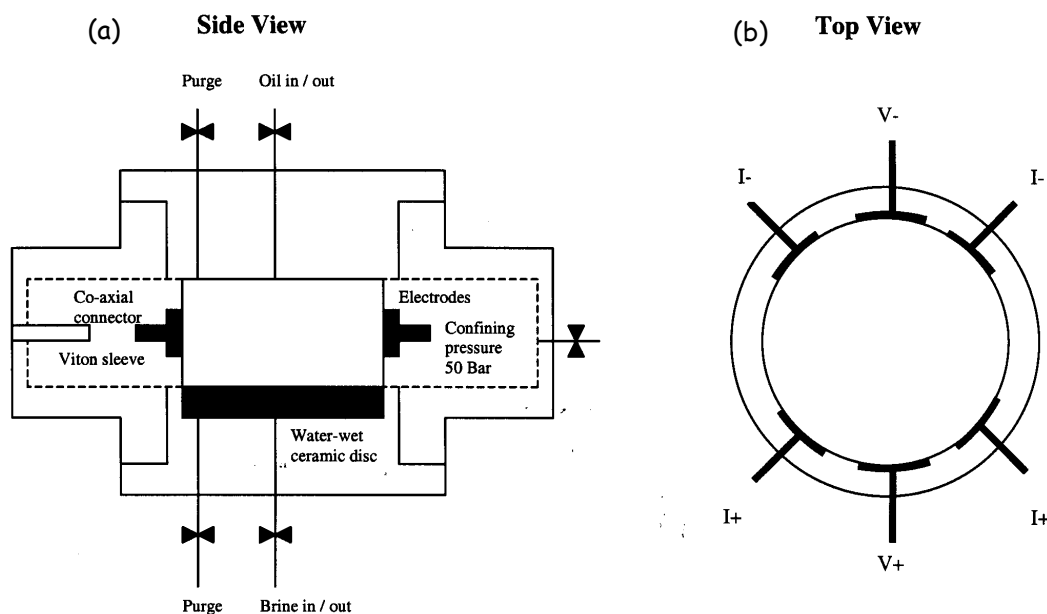 (a)
Side View
Purge
Oil in / out
Co-axial
connector
Viton sleeve
Electrodes
Confining
pressure
50 Bar
Water-wet
ceramic disc
Purge
Brine in / out
(b)
Top View
V-
I-
I-
I+
I+
V+